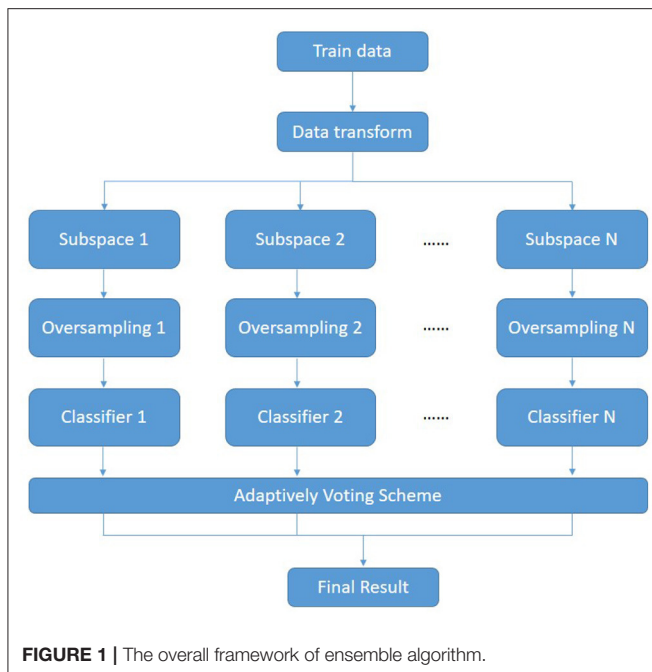 Train data
Data transform
Subspace 1 Subspace 2 ...... Subspace N
Oversampling 1 Oversampling 2 ...... Oversampling N
Classifier 1 Classifier 2 ...... Classifier N
Adaptively Voting Scheme
Final Result
FIGURE 1 | The overall framework of ensemble algorithm.